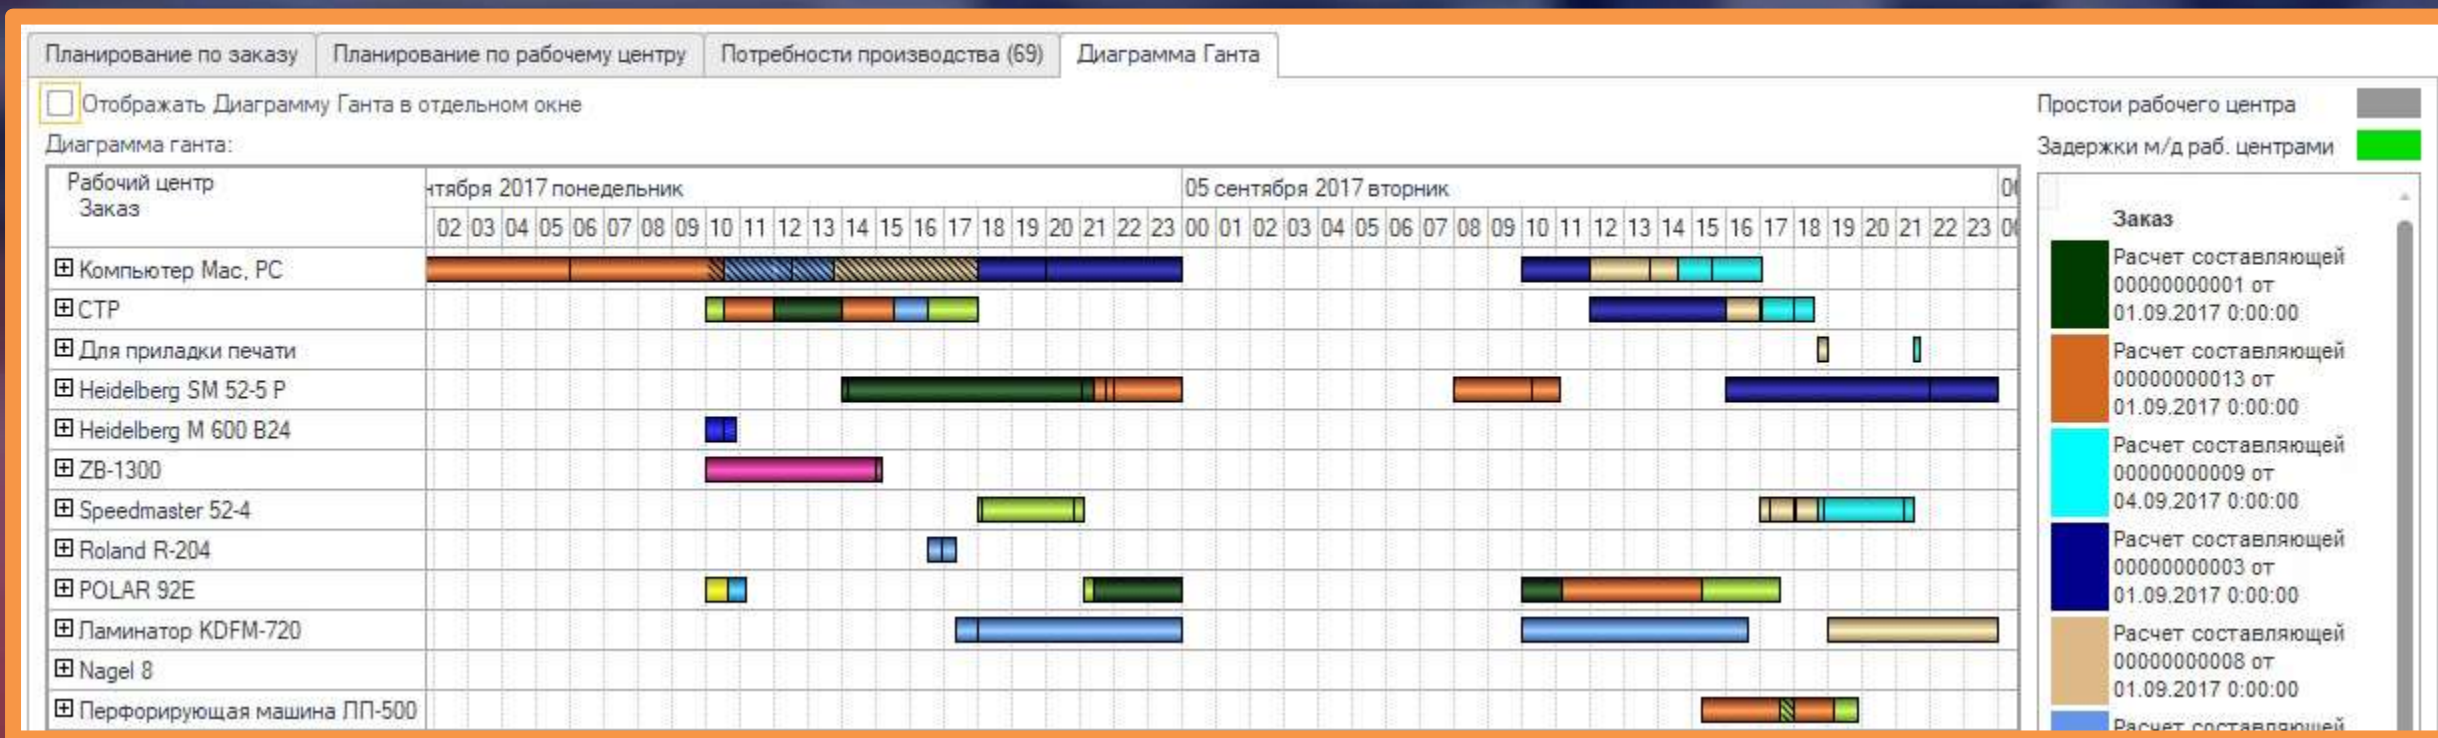 Планирование по заказу Планирование по рабочему центру Потребности производства (69) Диаграмма Ганта
Отображать Диаграмму Ганта в отдельном окне
Простои рабочего центра
Диаграмма ганта:
Задержки м/д раб. центрами
Рабочий центр
Заказ
нтября 2017 понедельник 05 сентября 2017 вторник
02 03 04 05 06 07 08 09 10 11 12 13 14 15 16 17 18 19 20 21 22 23 00 01 02 03 04 05 06 07 08 09 10 11 12 13 14 15 16 17 18 19 20 21 22 23
Компьютер Mac, PC
CTP
Для приладки печати
Heidelberg SM 52-5 P
Heidelberg M 600 B24
ZB-1300
Speedmaster 52-4
Roland R-204
POLAR 92E
Ламинатор KDFM-720
Nagel 8
Перфорирующая машина ЛП-500
Заказ
Расчет составляющей
00000000001 от
01.09.2017 0:00:00
Расчет составляющей
00000000013 от
01.09.2017 0:00:00
Расчет составляющей
00000000009 от
04.09.2017 0:00:00
Расчет составляющей
00000000003 от
01.09.2017 0:00:00
Расчет составляющей
00000000008 от
01.09.2017 0:00:00
Расчет составляющей